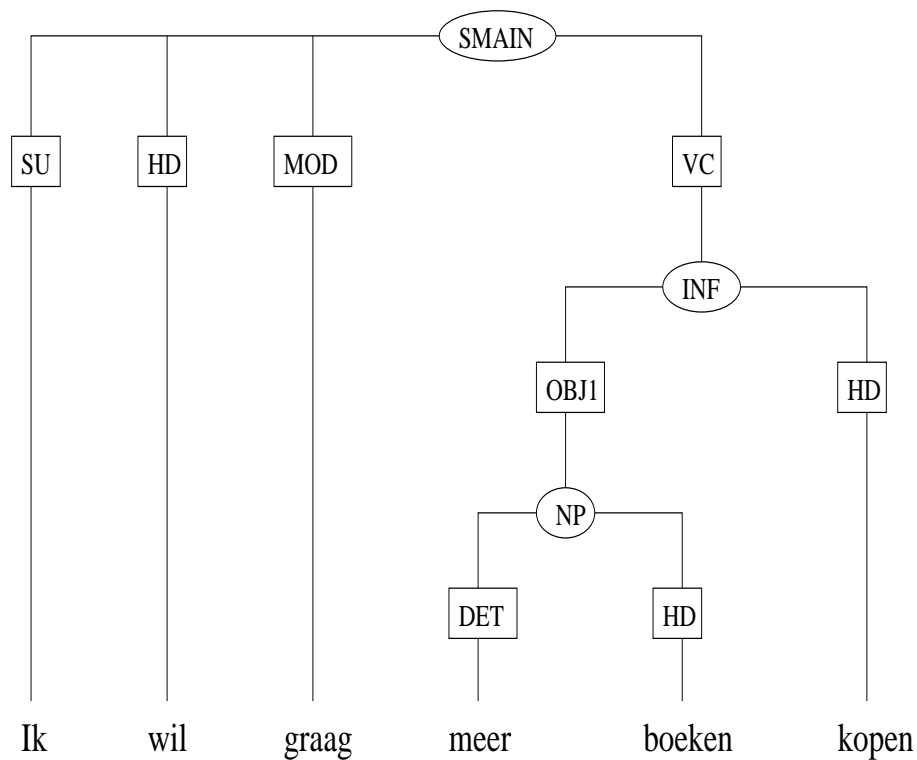 SMAIN
SU HD MOD VC
INF
OBJ1 HD
NP
DET HD
Ik wil graag meer boeken kopen